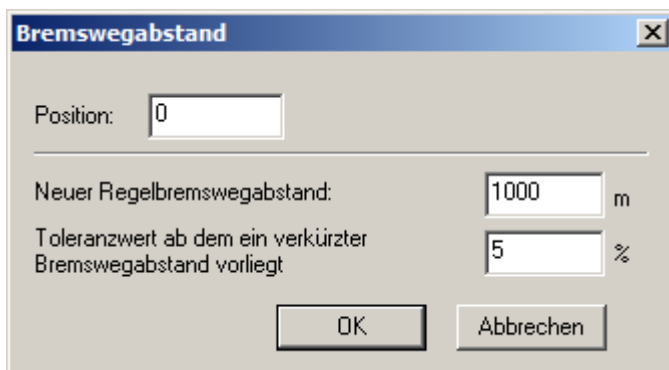 Bremswegabstand
Position: 0
Neuer Regelbremswegabstand: 1000 m
Toleranzwert ab dem ein verkürzter
Bremswegabstand vorliegt 5 %
OK Abbrechen